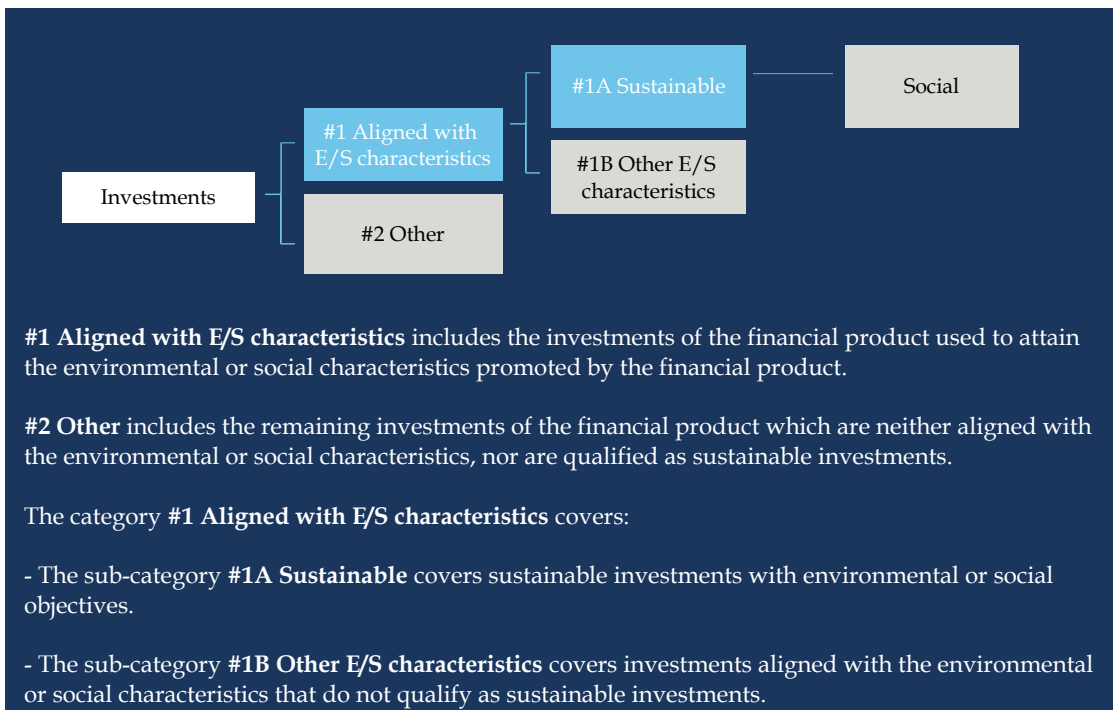 #1A Sustainable
Social
#1 Aligned with
E/S characteristics
#1B Other E/S
characteristics
Investments
#2 Other
#1 Aligned with E/S characteristics includes the investments of the financial product used to attain
the environmental or social characteristics promoted by the financial product.
#2 Other includes the remaining investments of the financial product which are neither aligned with
the environmental or social characteristics, nor are qualified as sustainable investments.
The category #1 Aligned with E/S characteristics covers:
- The sub-category #1A Sustainable covers sustainable investments with environmental or social
objectives.
- The sub-category #1B Other E/S characteristics covers investments aligned with the environmental
or social characteristics that do not qualify as sustainable investments.